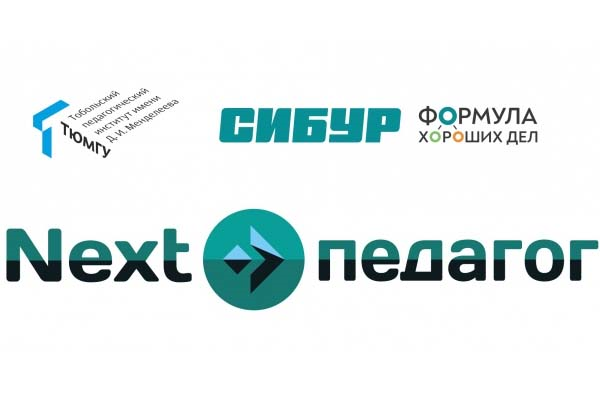 Тобольский
педагогический
институт имени
Д. И. Менделеева
ТЮМГУ
СИБУР
ФОРМУЛА
ХОРОШИХ ДЕЛ
Next педагог